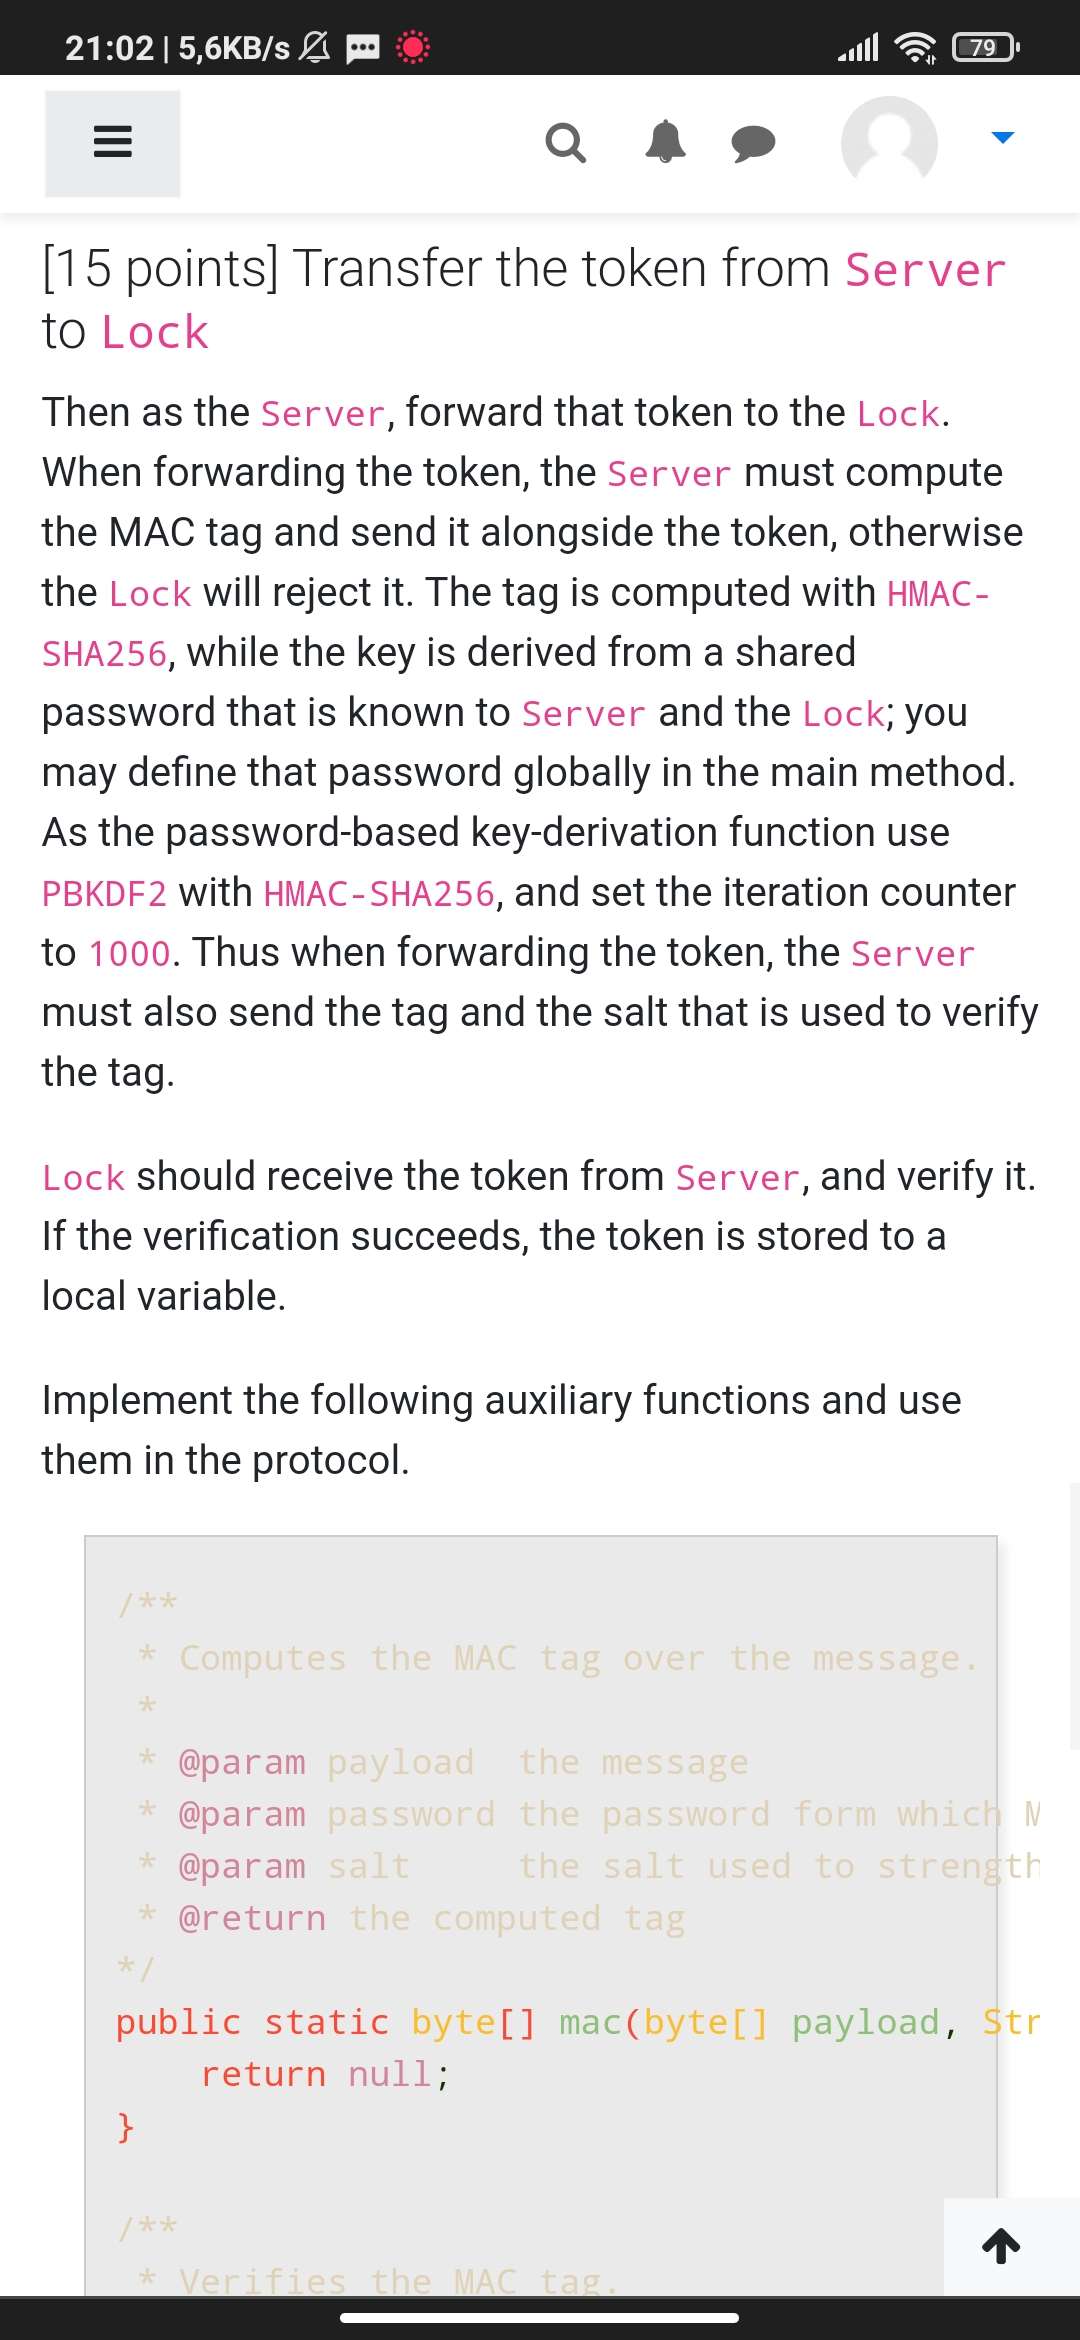 21:02 | 5,6KB/s
79
[15 points] Transfer the token from Server
to Lock
Then as the Server, forward that token to the Lock.
When forwarding the token, the Server must compute
the MAC tag and send it alongside the token, otherwise
the Lock will reject it. The tag is computed with HMAC-
SHA256, while the key is derived from a shared
password that is known to Server and the Lock; you
may define that password globally in the main method.
As the password-based key-derivation function use
PBKDF2 with HMAC-SHA256, and set the iteration counter
to 1000. Thus when forwarding the token, the Server
must also send the tag and the salt that is used to verify
the tag.
Lock should receive the token from Server, and verify it.
If the verification succeeds, the token is stored to a
local variable.
Implement the following auxiliary functions and use
them in the protocol.
/**
* Computes the MAC tag over the message.
*
* @param payload the message
* @param password the password form which M
* @param salt the salt used to strength
* @return the computed tag
*/
public static byte[] mac(byte[] payload, Str
return null;
}
/**
* Verifies the MAC tag.